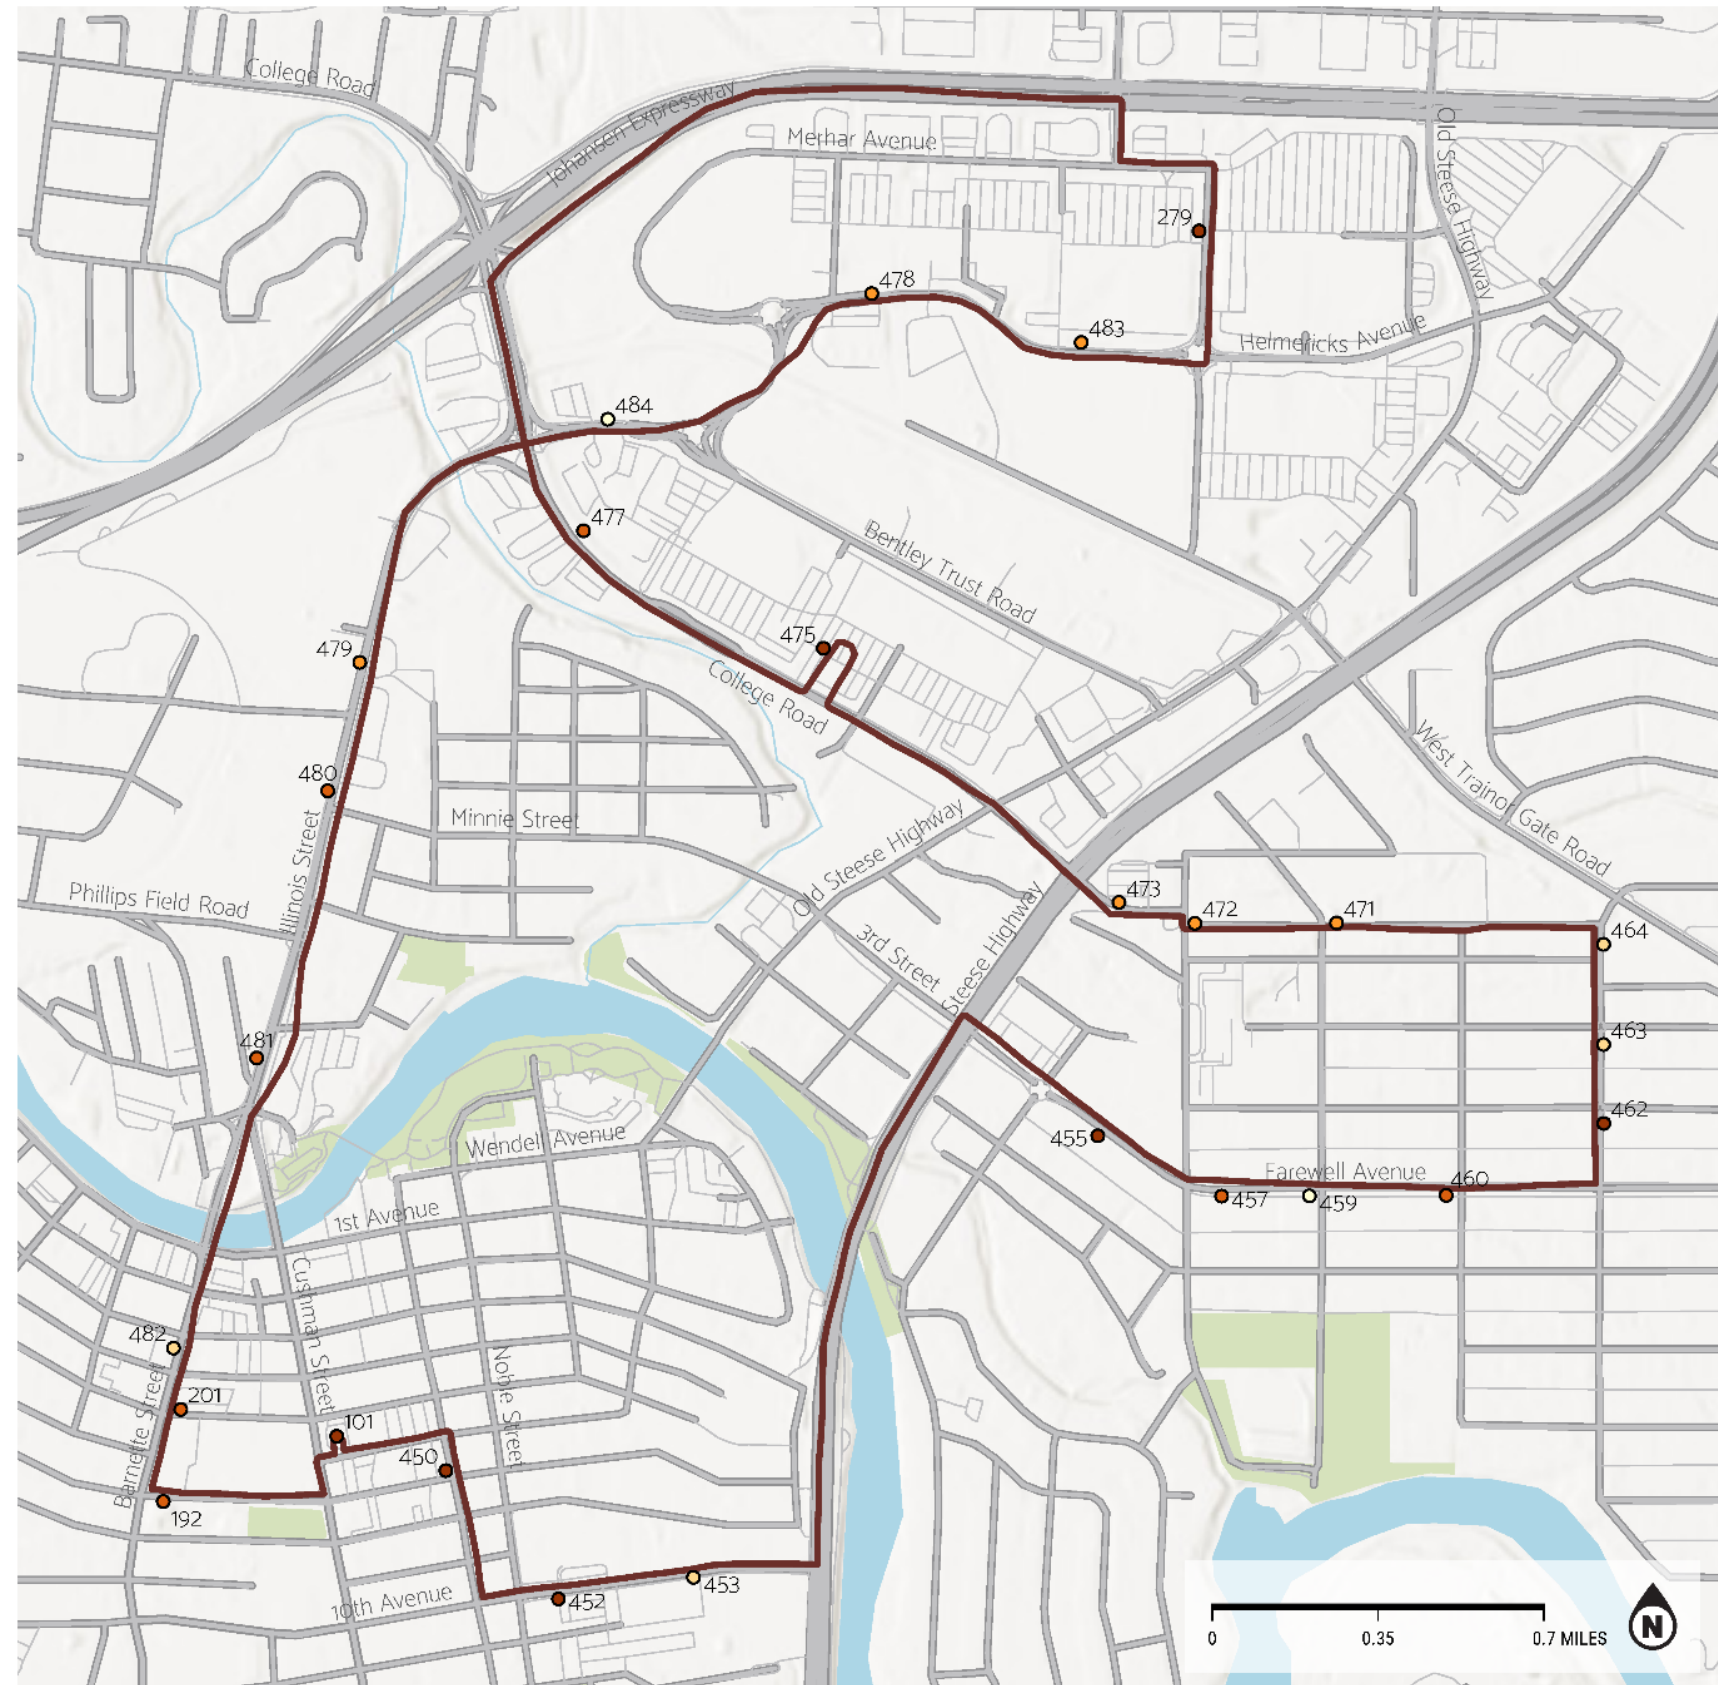 College Road
Johansen Expressway
Merhar Avenue
Old Steese Highway
279
478
483
Helmericks Avenue
484
477
Bentley Trust Road
475
479
College Road
West Trainor Gate Road
480
Minnie Street
Illinois Street
Old Steese Highway
Phillips Field Road
473
472
471
464
3rd Street
Steese Highway
463
481
462
Wendell Avenue
455
Farewell Avenue
457
459
460
1st Avenue
Cushman Street
482
Noble Street
Barnette Street
201
101
450
192
10th Avenue
452
453
0
0.35
0.7 MILES
N